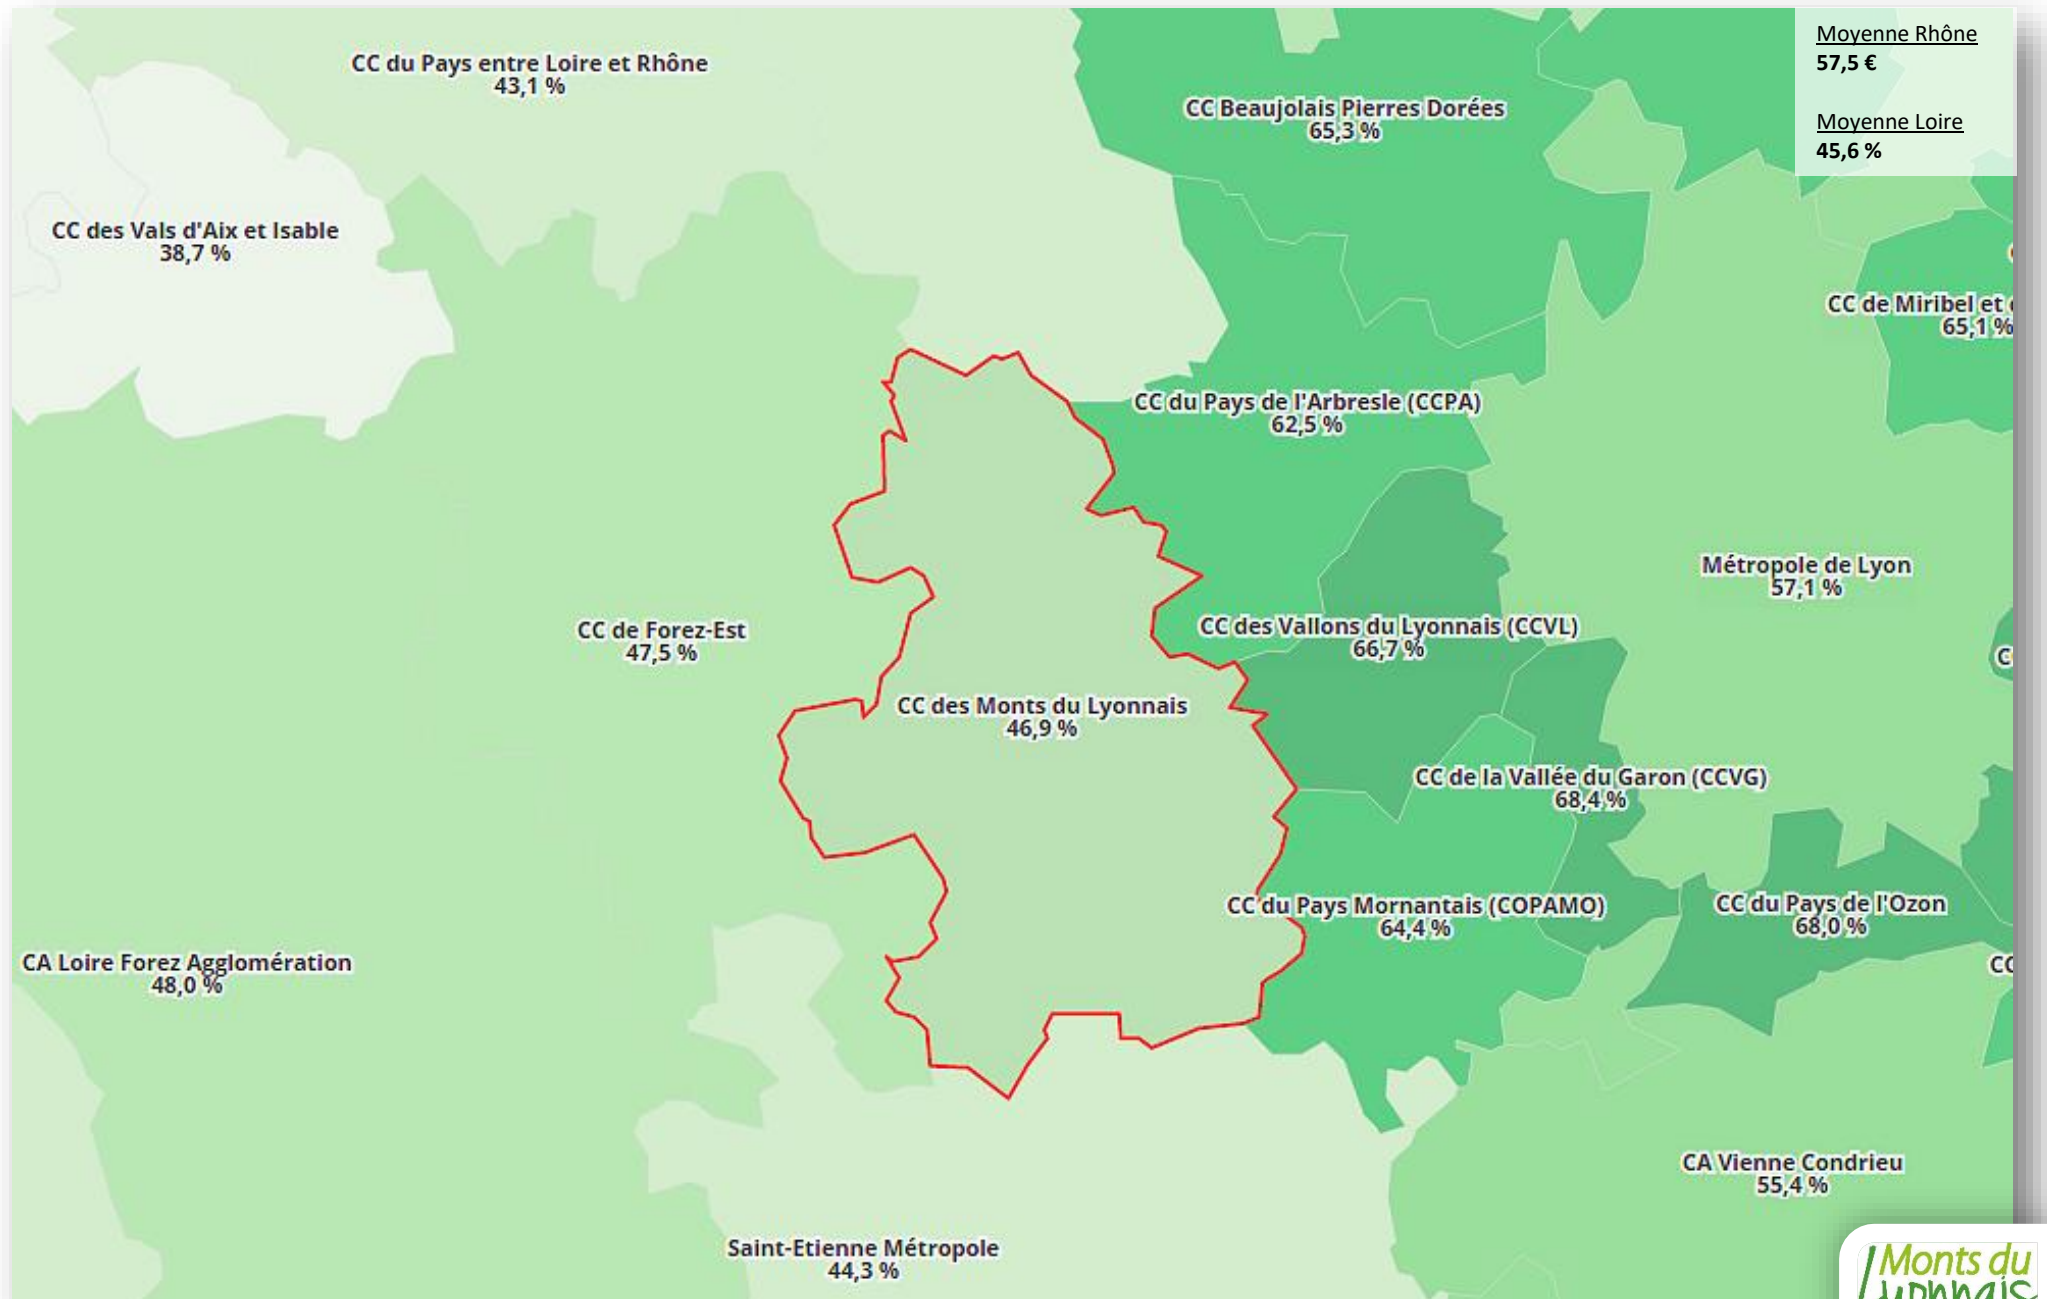 CC du Pays entre Loire et Rhône
43,1 %
Moyenne Rhône
57,5 €
Moyenne Loire
45,6 %
CC Beaujolais Pierres Dorées
65,3 %
CC des Vals d'Aix et Isable
38,7 %
CC de Miribel et
65,1 %
CC du Pays de l'Arbresle (CCPA)
62,5 %
Métropole de Lyon
57,1 %
CC des Vallons du Lyonnais (CCVL)
66,7 %
CC de Forez-Est
47,5 %
CC des Monts du Lyonnais
46,9 %
CC de la Vallée du Garon (CCVG)
68,4 %
CC du Pays Mornantais (COPAMO)
64,4 %
CC du Pays de l'Ozon
68,0 %
CA Loire Forez Agglomération
48,0 %
CC
CA Vienne Condrieu
55,4 %
Saint-Etienne Métropole
44,3 %
Monts du
Lyonnais